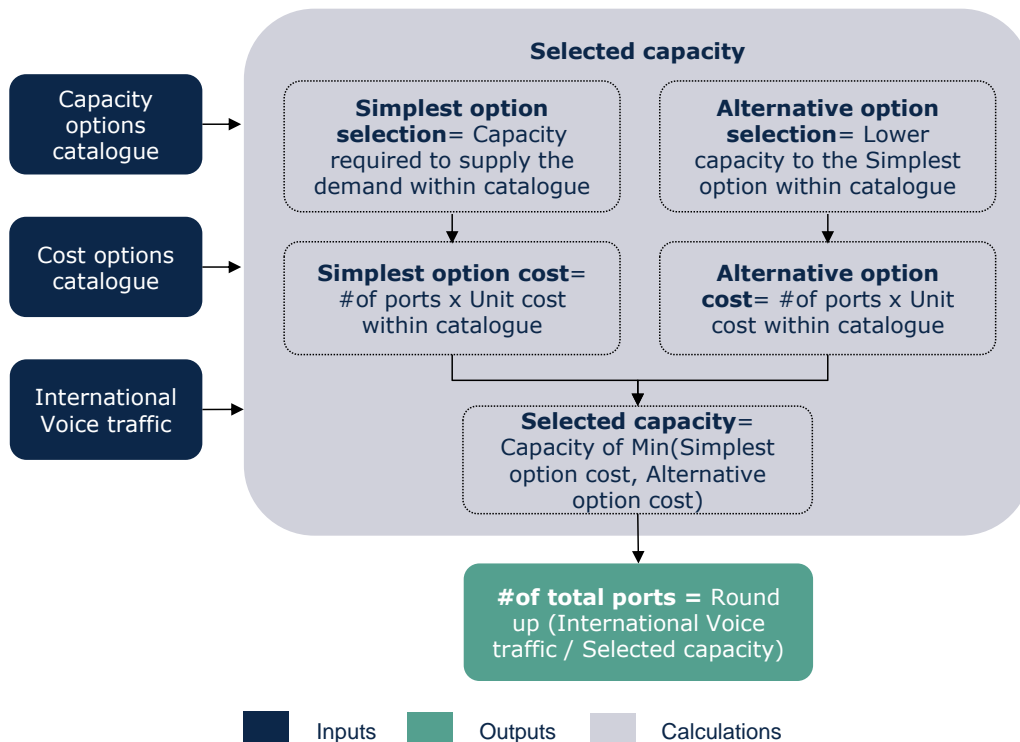 Selected capacity
Capacity
options
catalogue
Cost options
catalogue
International
Voice traffic
Simplest option
selection= Capacity
required to supply the
demand within catalogue
Alternative option
selection= Lower
capacity to the Simplest
option within catalogue
Simplest option cost=
#of ports x Unit cost
within catalogue
Alternative option
cost= #of ports x Unit
cost within catalogue
Selected capacity=
Capacity of Min(Simplest
option cost, Alternative
option cost)
#of total ports = Round
up (International Voice
traffic / Selected capacity)
Inputs
Outputs
Calculations